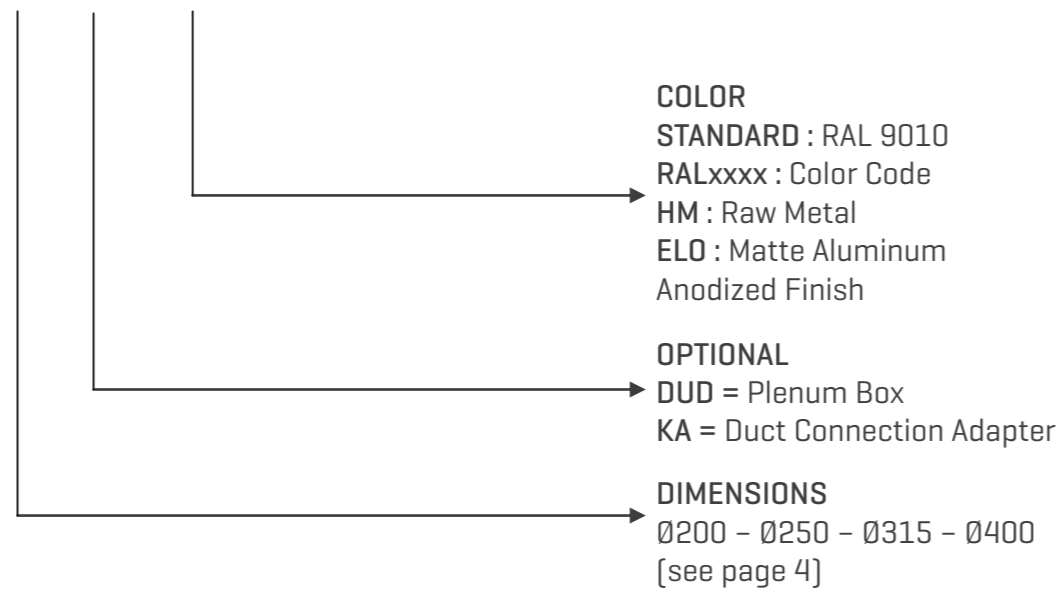 COLOR
STANDARD : RAL 9010
RALxxxx : Color Code
HM : Raw Metal
ELO : Matte Aluminum
Anodized Finish
OPTIONAL
DUD = Plenum Box
KA = Duct Connection Adapter
DIMENSIONS
Ø200 – Ø250 – Ø315 – Ø400
(see page 4)